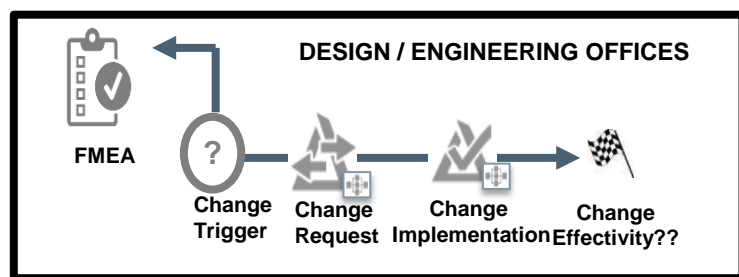 DESIGN / ENGINEERING OFFICES
FMEA
?
Change
Trigger
Change
Request
Change
Implementation
Change
Effectivity??